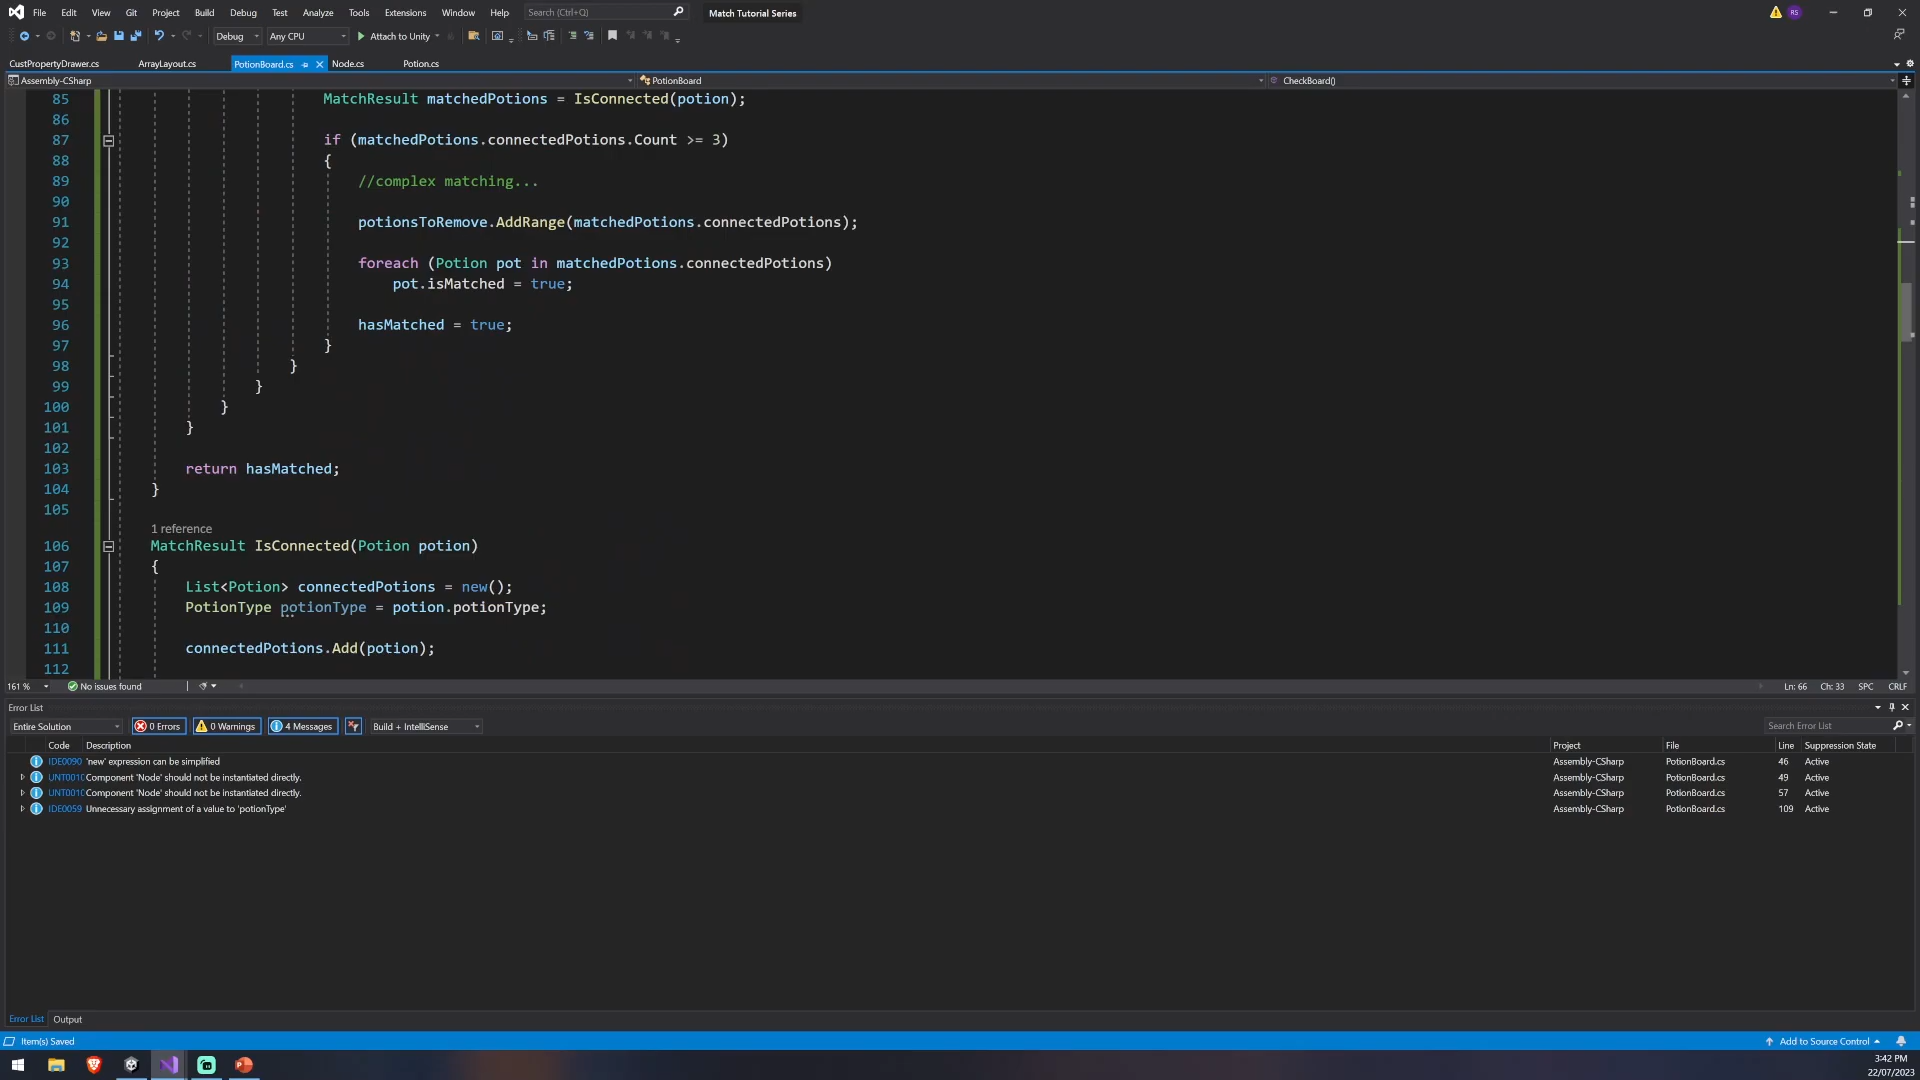 File Edit View Git Project Build Debug Test Analyze Tools Extensions Window Help Search (Ctrl+Q) Match Tutorial Series RS
Debug Any CPU Attach to Unity
CustPropertyDrawer.cs ArrayLayout.cs PotionBoard.cs Node.cs Potion.cs
Assembly-CSharp PotionBoard CheckBoard()
85 MatchResult matchedPotions = IsConnected(potion);
86
87 if (matchedPotions.connectedPotions.Count >= 3)
88 {
89 //complex matching...
90
91 potionsToRemove.AddRange(matchedPotions.connectedPotions);
92
93 foreach (Potion pot in matchedPotions.connectedPotions)
94 pot.isMatched = true;
95
96 hasMatched = true;
97 }
98 }
99 }
100 }
101 }
102
103 return hasMatched;
104 }
105
1 reference
106 MatchResult IsConnected(Potion potion)
107 {
108 List<Potion> connectedPotions = new();
109 PotionType potionType = potion.potionType;
110
111 connectedPotions.Add(potion);
112
161 % No issues found Ln: 66 Ch: 33 SPC CRLF
Error List
Entire Solution 0 Errors 0 Warnings 4 Messages Build + IntelliSense Search Error List
Code Description Project File Line Suppression State
IDE0090 'new' expression can be simplified Assembly-CSharp PotionBoard.cs 46 Active
UNT0010 Component 'Node' should not be instantiated directly. Assembly-CSharp PotionBoard.cs 49 Active
UNT0010 Component 'Node' should not be instantiated directly. Assembly-CSharp PotionBoard.cs 57 Active
IDE0059 Unnecessary assignment of a value to 'potionType' Assembly-CSharp PotionBoard.cs 109 Active
Error List Output
Item(s) Saved Add to Source Control
3:42 PM
22/07/2023